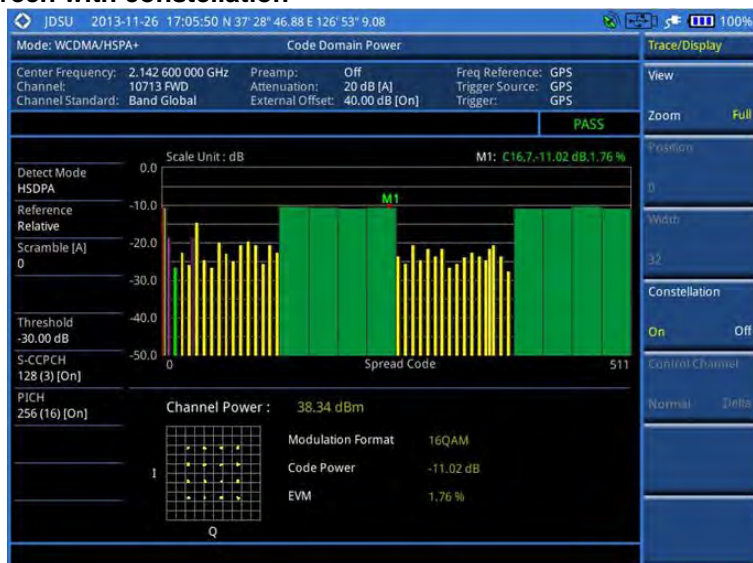 reen with constellation
JDSU 2013-11-26 17:05:50 N 37' 28" 46.88 E 126' 53" 9.08 100%
Mode: WCDMA/HSPA+ Code Domain Power Trace/Display
Center Frequency: 2.142 600 000 GHz Preamp: Off Freq Reference: GPS
Channel: 10713 FWD Attenuation: 20 dB [A] Trigger Source: GPS
Channel Standard: Band Global External Offset: 40.00 dB [On] Trigger: GPS
View
Zoom Full
PASS
Scale Unit : dB M1: C16,7,-11.02 dB,1.76 %
Position
0
Width
32
Constellation
On Off
Control Channel
Normal Delta
Detect Mode
HSDPA
Reference
Relative
Scramble [A]
0
Threshold
-30.00 dB
S-CCPCH
128 (3) [On]
PICH
256 (16) [On]
0.0
-10.0
-20.0
-30.0
-40.0
-50.0
M1
0 Spread Code 511
Channel Power : 38.34 dBm
Modulation Format 16QAM
Code Power -11.02 dB
EVM 1.76 %
I
Q